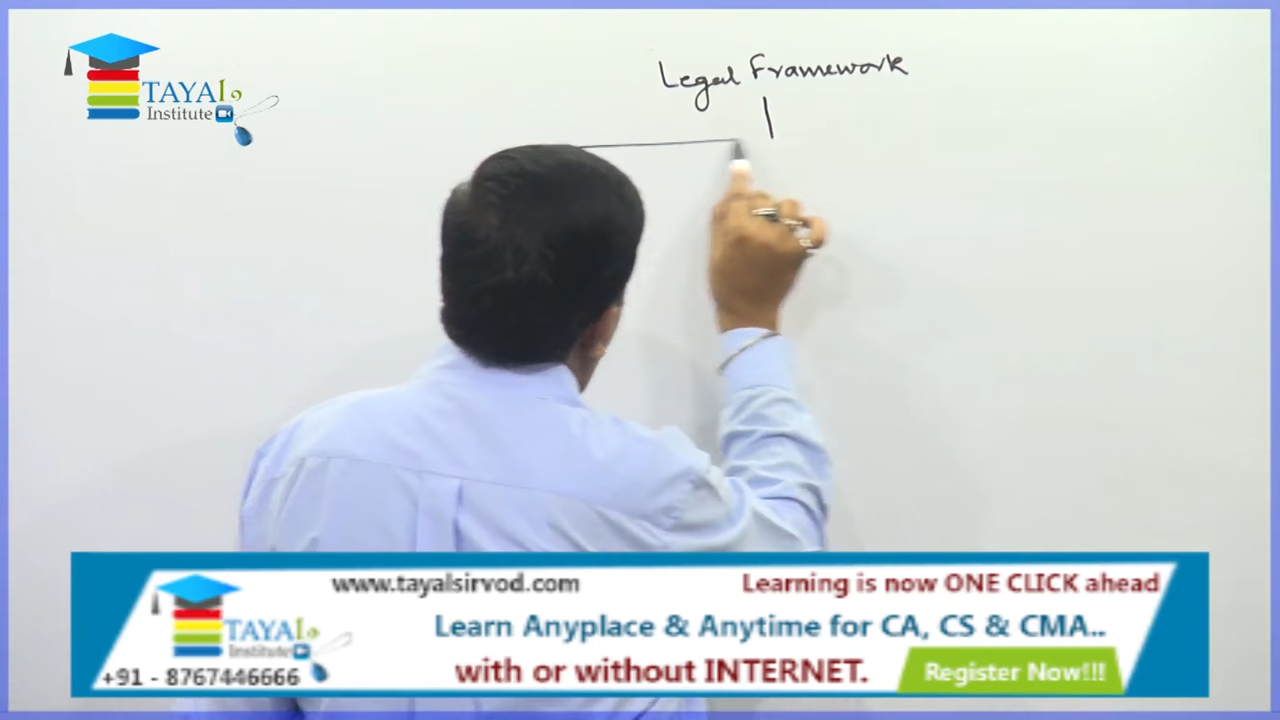 TAYAL
Institute
Legal Framework
www.tayalsirvod.com
Learning is now ONE CLICK ahead
TAYAL
Institute
Learn Anyplace & Anytime for CA, CS & CMA..
+91 - 8767446666
with or without INTERNET.
Register Now!!!